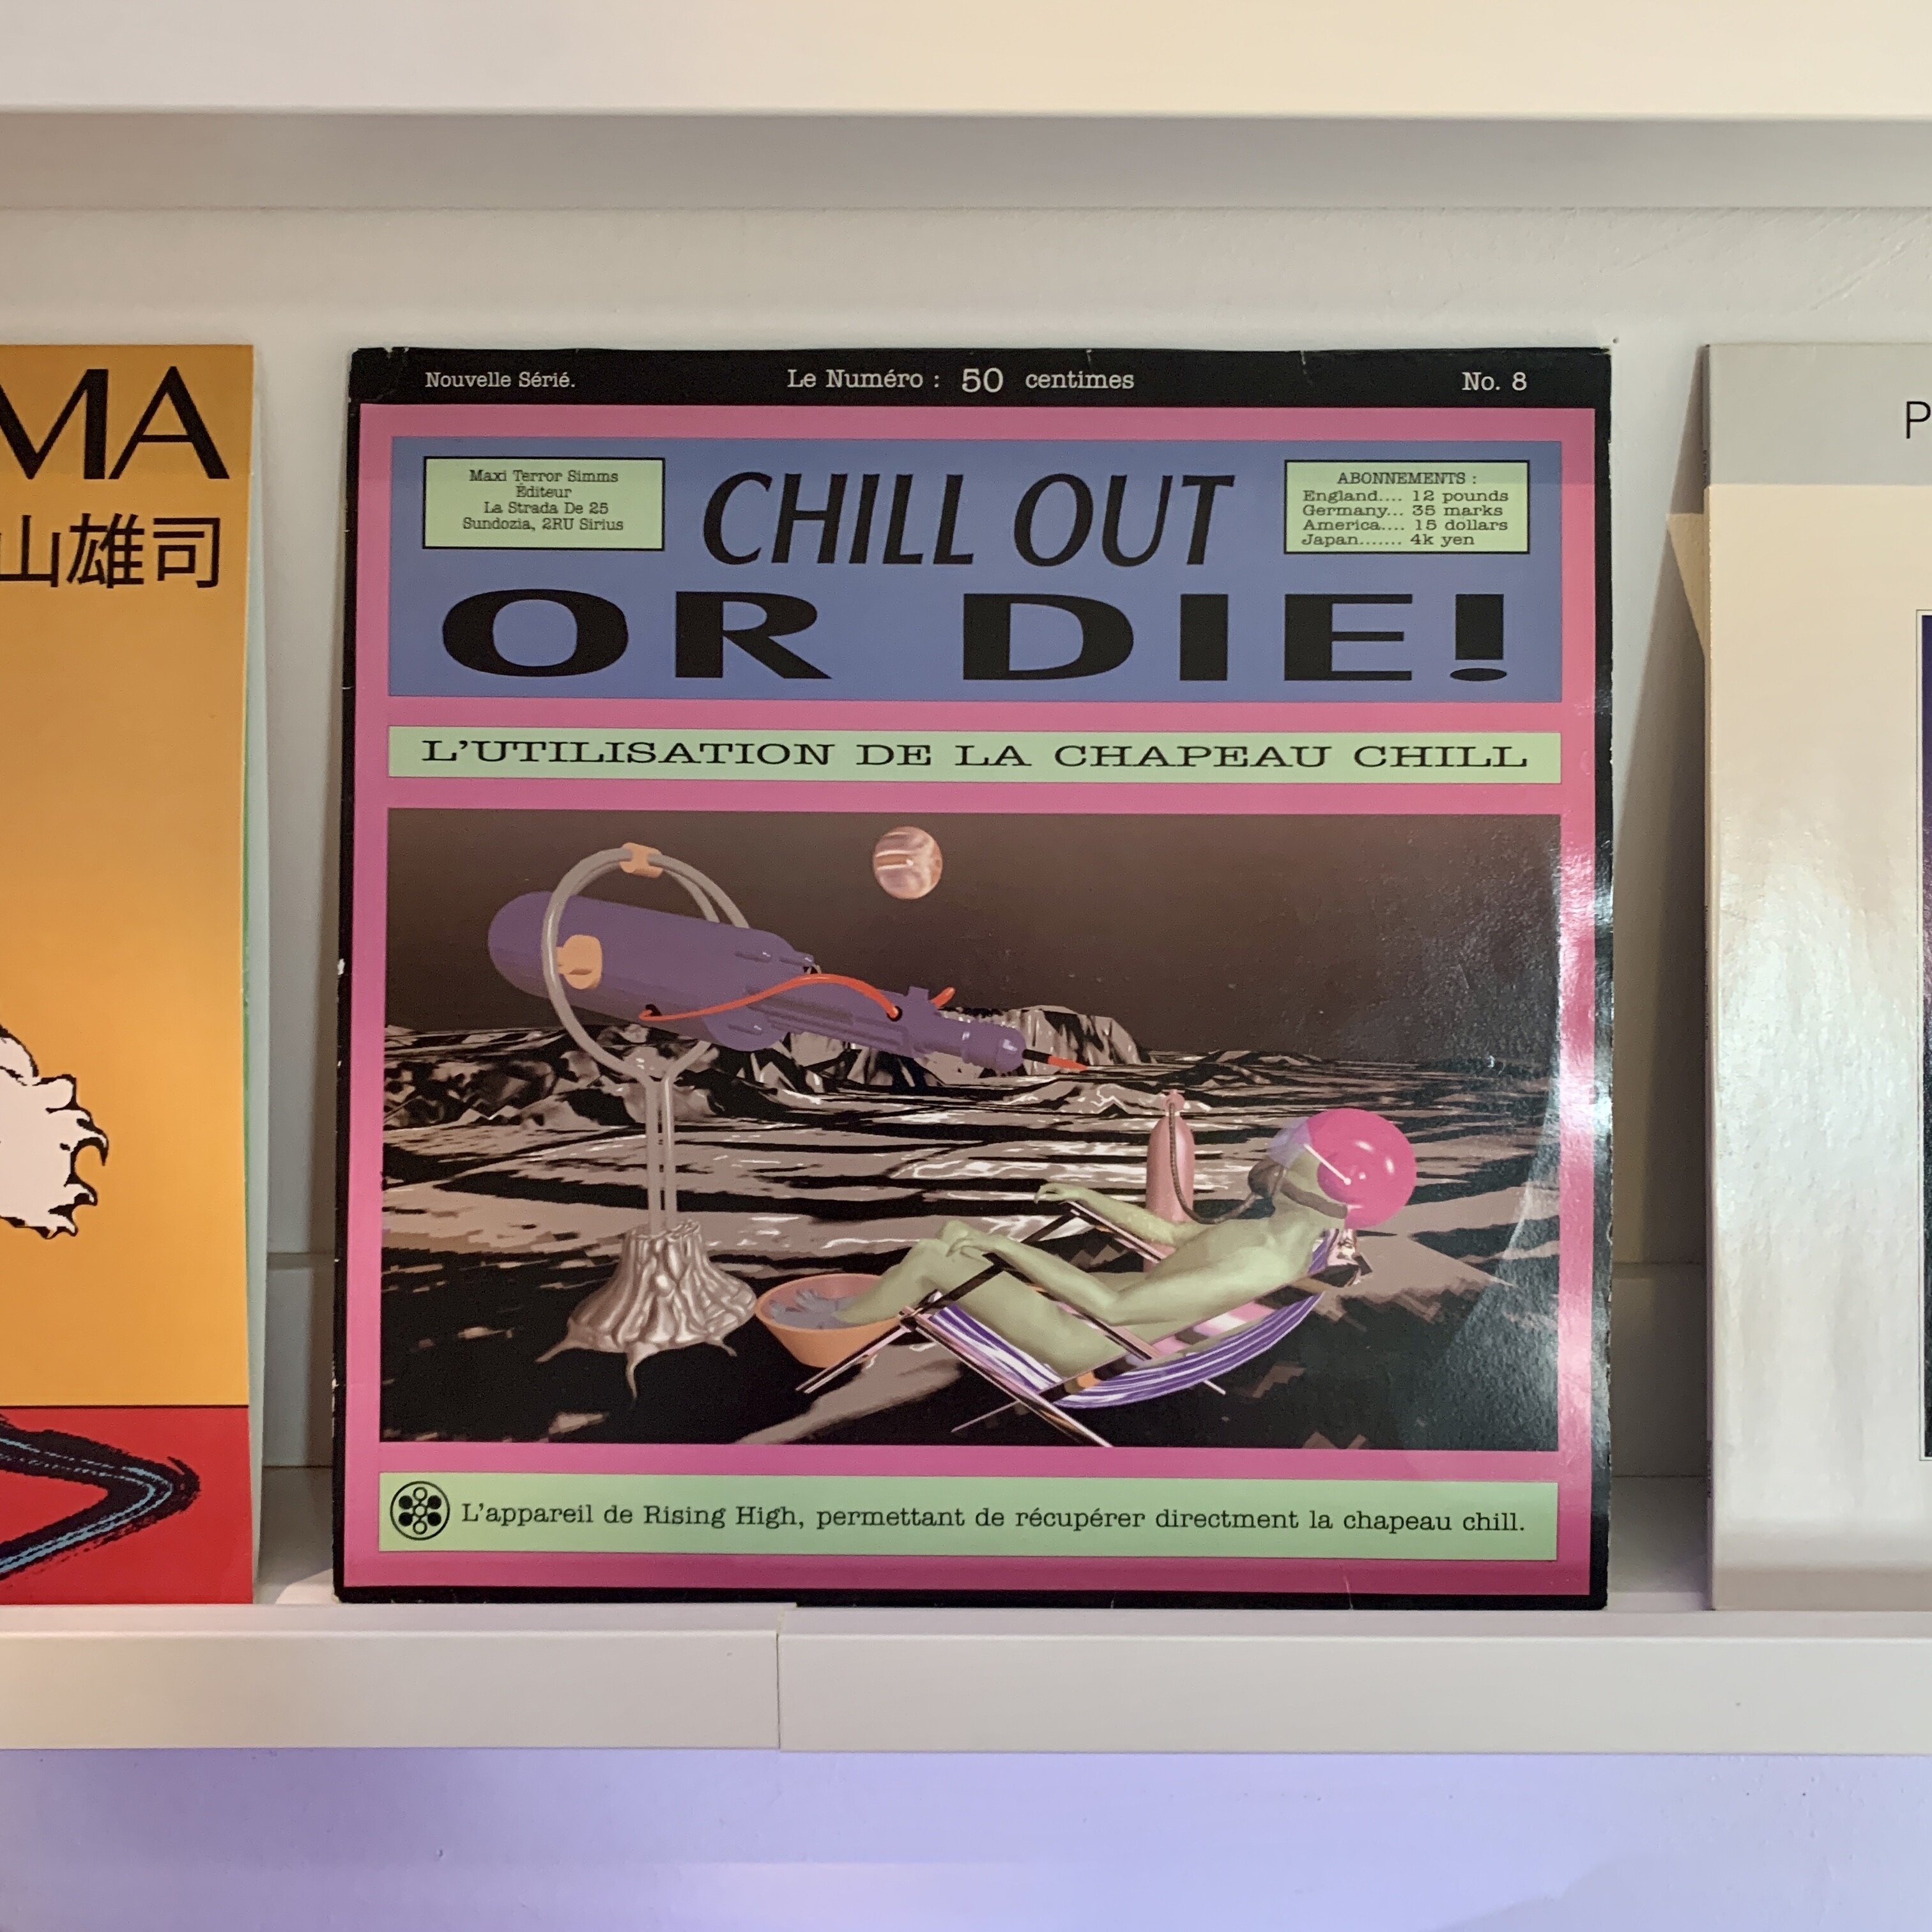 MA
山雄司
Nouvelle Sérié.
Le Numéro : 50 centimes
No. 8
Maxi Terror Simms
Éditeur
La Strada De 25
Sundozia, 2RU Sirius
CHILL OUT
OR DIE!
ABONNEMENTS :
England.... 12 pounds
Germany... 35 marks
America.... 15 dollars
Japan....... 4k yen
L'UTILISATION DE LA CHAPEAU CHILL
L'appareil de Rising High, permettant de récupérer directment la chapeau chill.
P